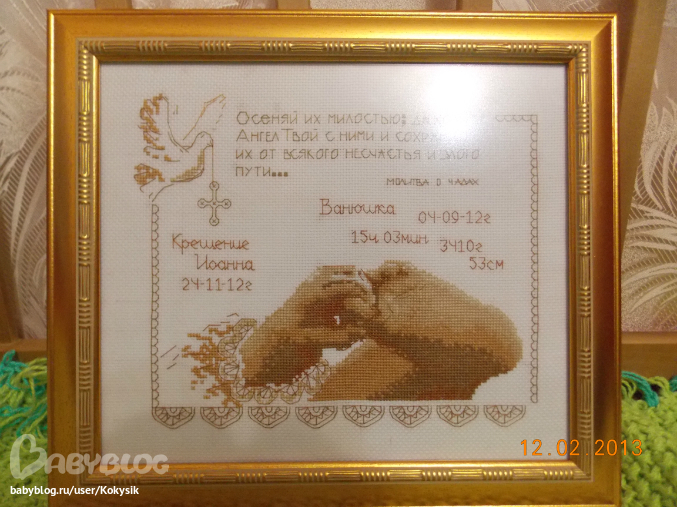 Осеняй их милостью:
Ангел Твой с ними и
их от всякого несчастья и злого
пути...
молитва о чадах
Ванюшка
04-09-12г
15ч 03мин
3410г
53см
Крещение
Иоанна
24-11-12г
12.02.2013
BABYBLOG
babyblog.ru/user/Kokysik